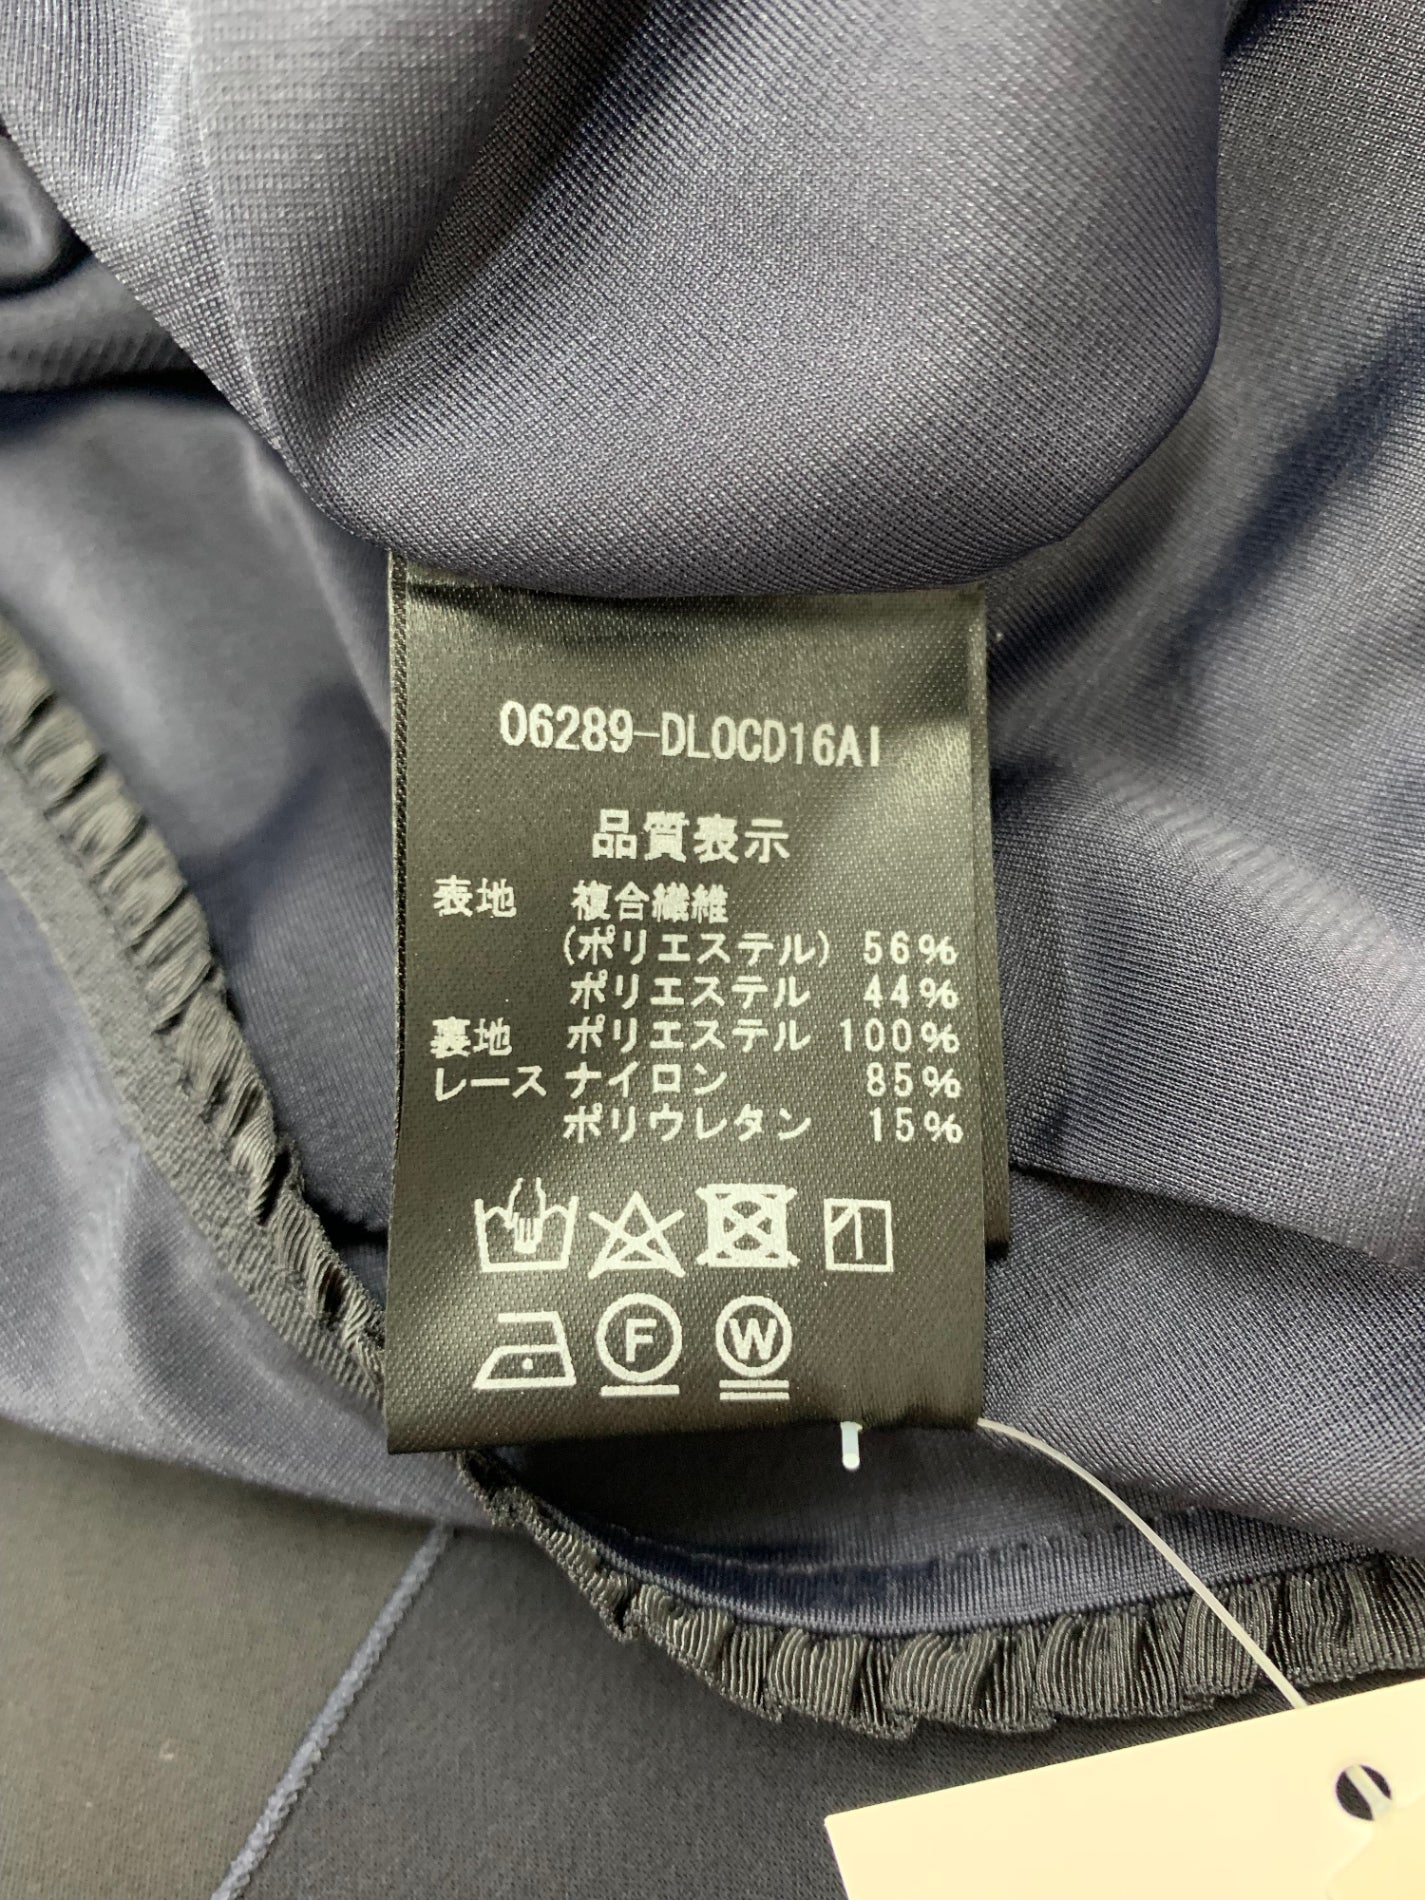 06289-DL0CD16AI
品質表示
表地 複合繊維
(ポリエステル) 56%
ポリエステル 44%
裏地 ポリエステル 100%
レース ナイロン 85%
ポリウレタン 15%
F W